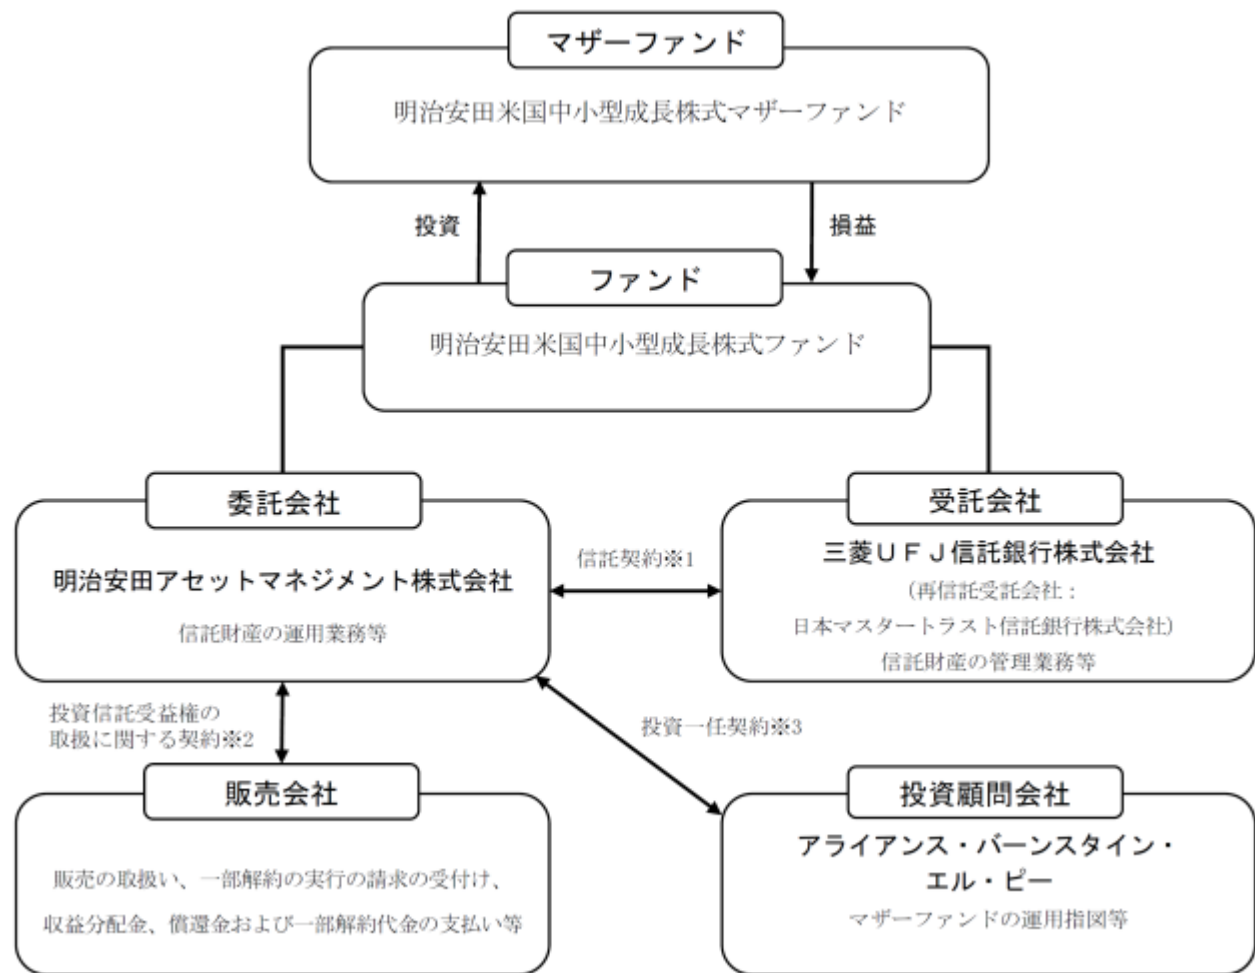 マザーファンド
明治安田米国中小型成長株式マザーファンド
投資
損益
ファンド
明治安田米国中小型成長株式ファンド
委託会社
明治安田アセットマネジメント株式会社
信託財産の運用業務等
信託契約※1
受託会社
三菱UFJ信託銀行株式会社
(再信託受託会社:
日本マスタートラスト信託銀行株式会社)
信託財産の管理業務等
投資信託受益権の
取扱に関する契約※2
投資一任契約※3
販売会社
販売の取扱い、一部解約の実行の請求の受付け、
収益分配金、償還金および一部解約代金の支払い等
投資顧問会社
アライアンス・バーンスタイン・
エル・ピー
マザーファンドの運用指図等